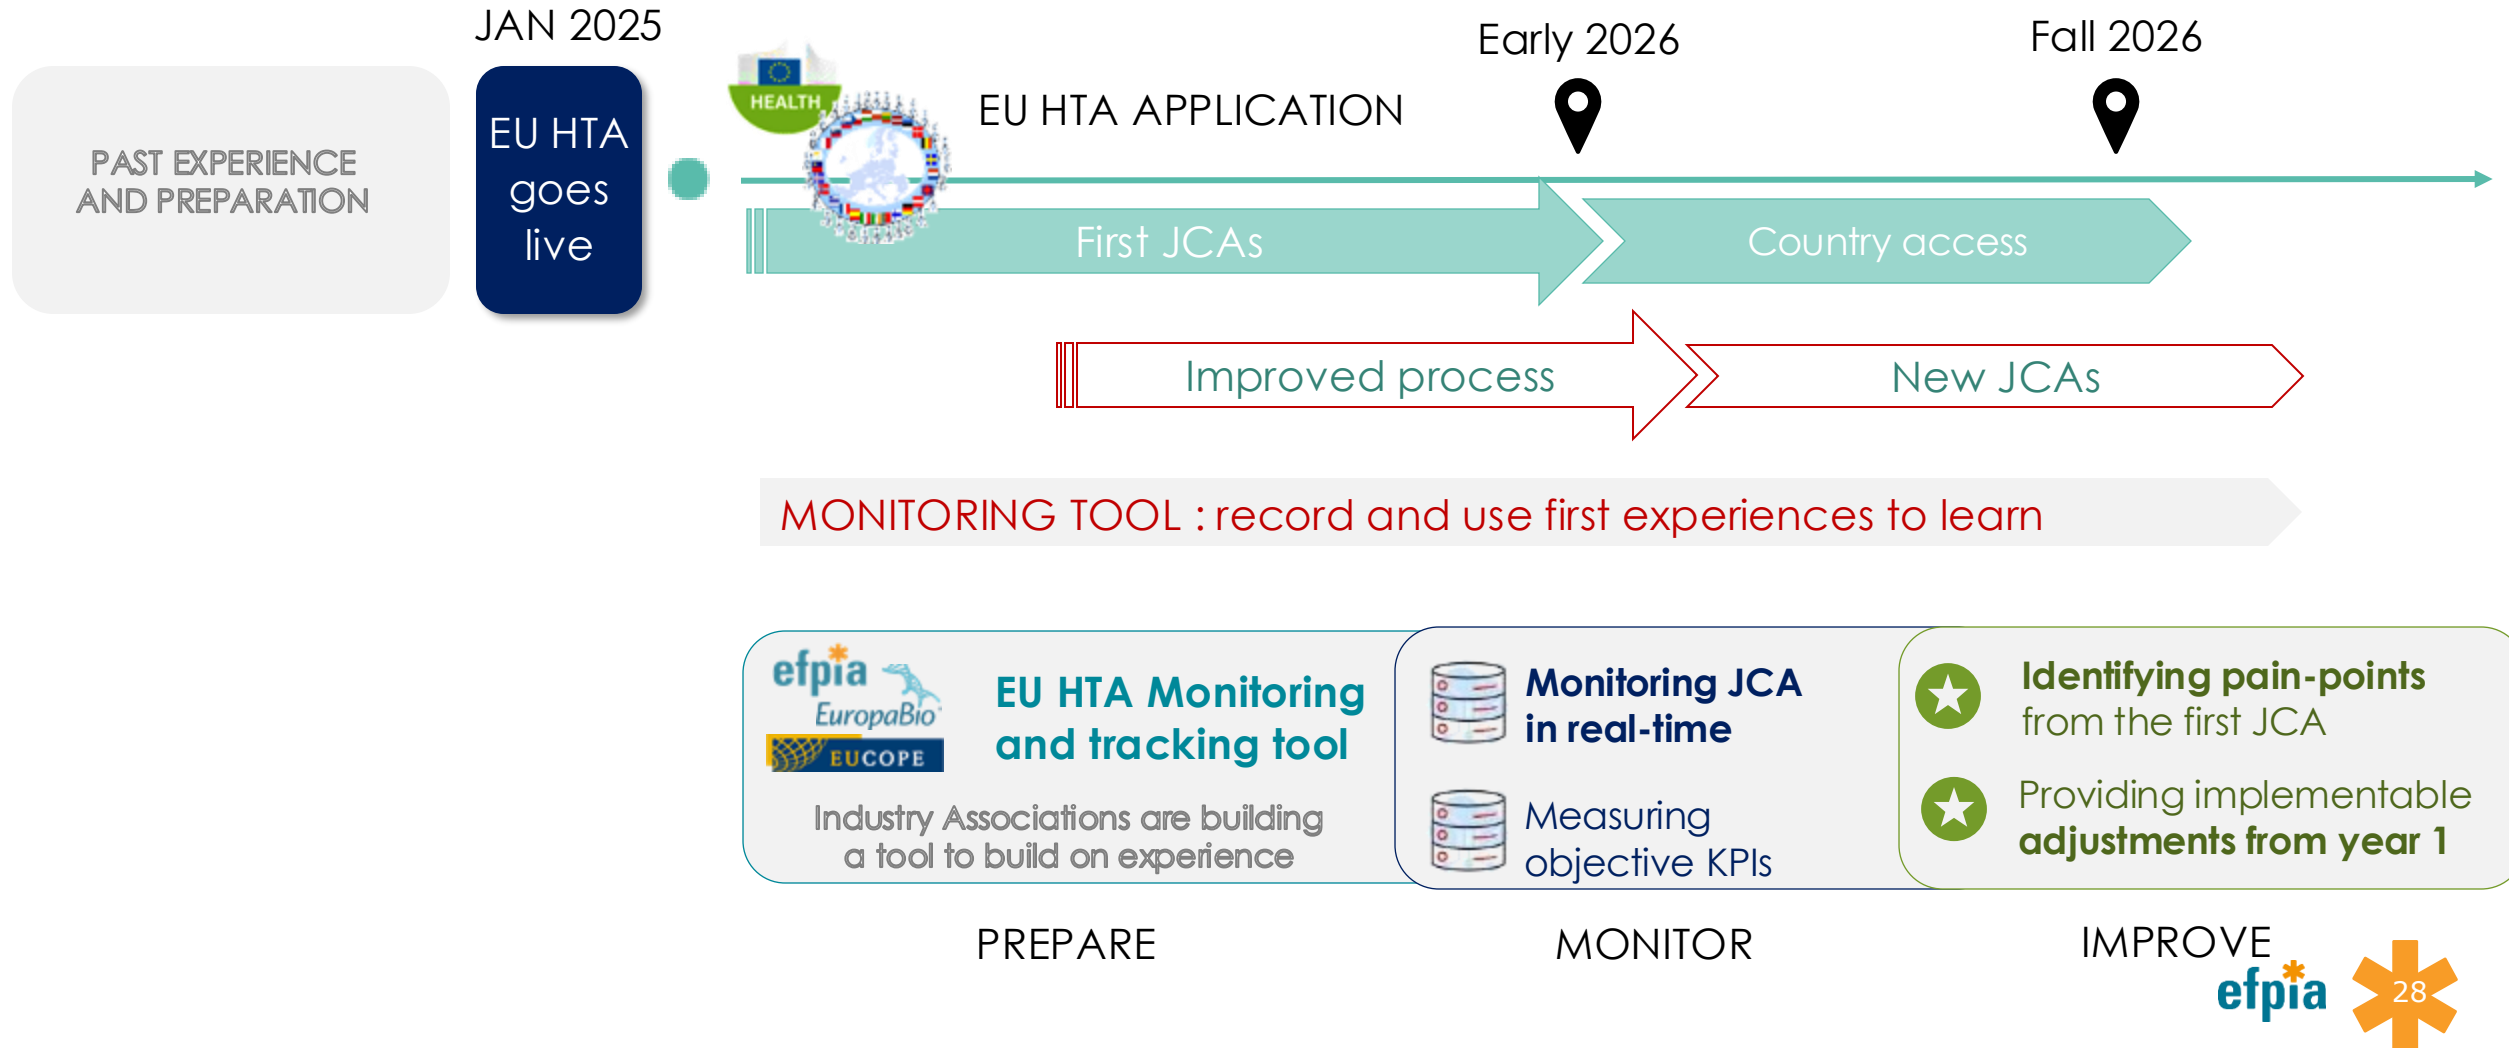 JAN 2025
Early 2026
Fall 2026
PAST EXPERIENCE
AND PREPARATION
EU HTA
goes
live
HEALTH
EU HTA APPLICATION
First JCAs
Country access
Improved process
New JCAs
MONITORING TOOL : record and use first experiences to learn
efpia
EuropaBio
EUCOPE
EU HTA Monitoring
and tracking tool
Industry Associations are building
a tool to build on experience
Monitoring JCA
in real-time
Measuring
objective KPIs
Identifying pain-points
from the first JCA
Providing implementable
adjustments from year 1
PREPARE
MONITOR
IMPROVE
efpia
28